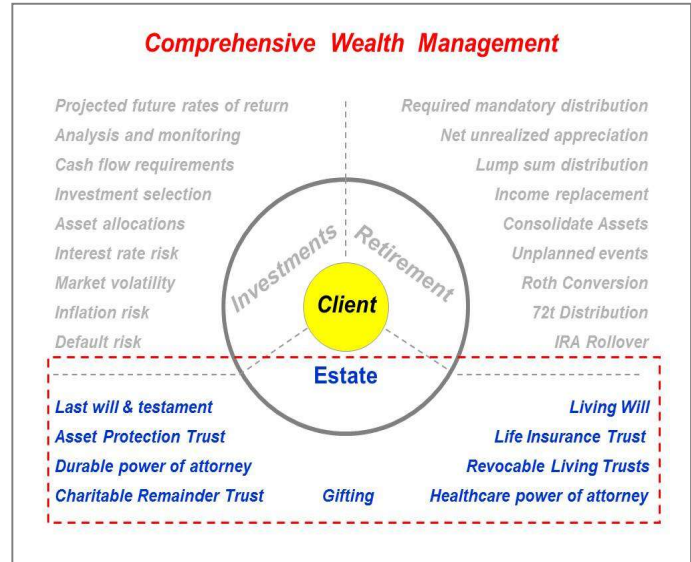 Comprehensive Wealth Management
Projected future rates of return
Analysis and monitoring
Cash flow requirements
Investment selection
Asset allocations
Interest rate risk
Market volatility
Inflation risk
Default risk
Required mandatory distribution
Net unrealized appreciation
Lump sum distribution
Income replacement
Consolidate Assets
Unplanned events
Roth Conversion
72t Distribution
IRA Rollover
Investments
Retirement
Client
Estate
Last will & testament
Asset Protection Trust
Durable power of attorney
Charitable Remainder Trust
Gifting
Living Will
Life Insurance Trust
Revocable Living Trusts
Healthcare power of attorney